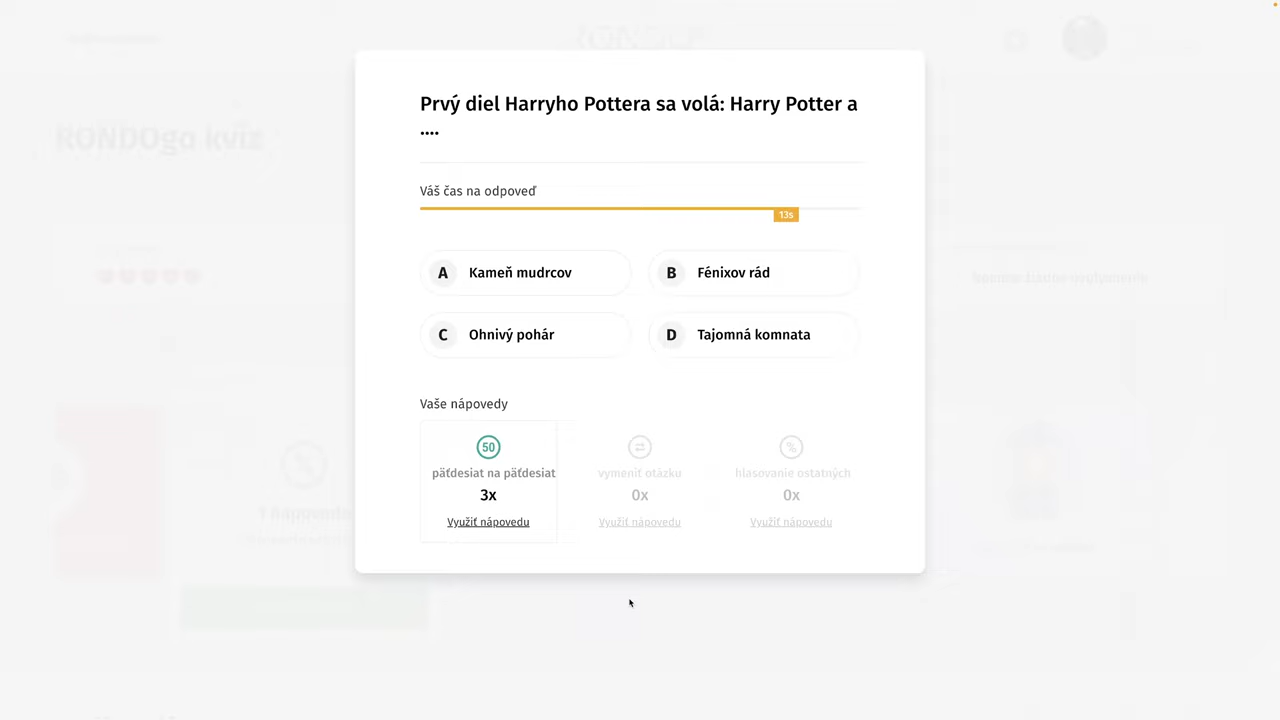 RONDOgo kvíz
Prvý diel Harryho Pottera sa volá: Harry Potter a
....
Váš čas na odpoveď
13s
A Kameň mudrcov
B Fénixov rád
C Ohnivý pohár
D Tajomná komnata
Vaše nápovedy
50
päťdesiat na päťdesiat
3x
Využiť nápovedu
vymeniť otázku
0x
Využiť nápovedu
%
hlasovanie ostatných
0x
Využiť nápovedu